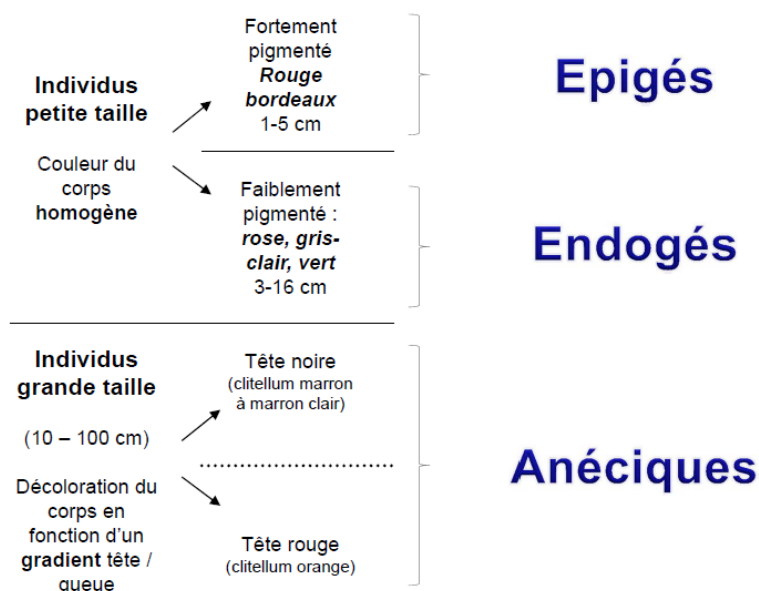 Individus
petite taille
Couleur du
corps
homogène
Fortement
pigmenté
Rouge
bordeaux
1-5 cm
Epigés
Faiblement
pigmenté :
rose, gris-
clair, vert
3-16 cm
Endogés
Individus
grande taille
(10 – 100 cm)
Décoloration du
corps en
fonction d'un
gradient tête /
queue
Tête noire
(clitellum marron
à marron clair)
Tête rouge
(clitellum orange)
Anéciques